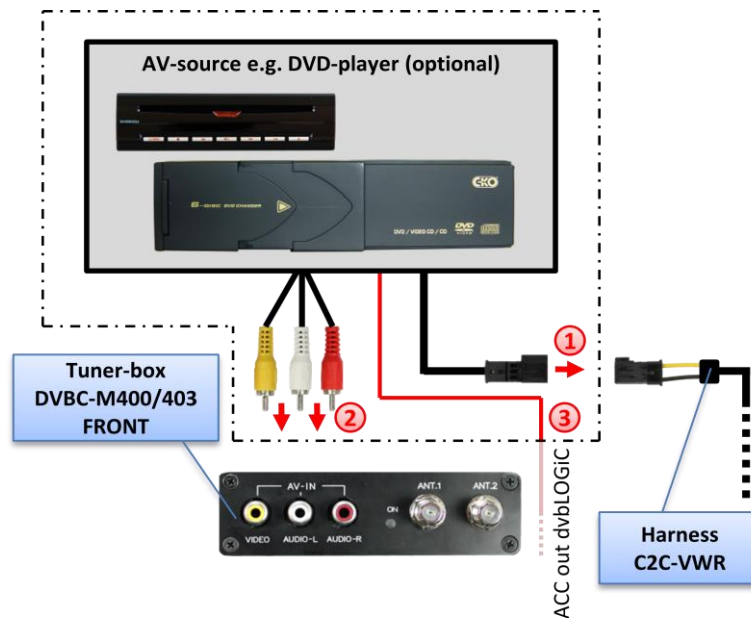 AV-source e.g. DVD-player (optional)
C-KO
6-DISC DVD CHANGER
DVD / VIDEO CD / CD
DVD
1
Tuner-box
DVBC-M400/403
FRONT
2
3
AV-IN
ANT.1
ANT.2
ON
VIDEO
AUDIO-L
AUDIO-R
ACC out dvbLOGiC
Harness
C2C-VWR